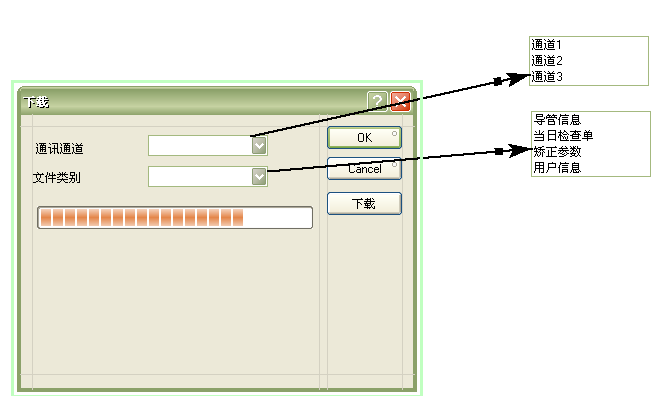 通道1
通道2
通道3
下载
通讯通道
OK
导管信息
当日检查单
矫正参数
用户信息
文件类别
Cancel
下载